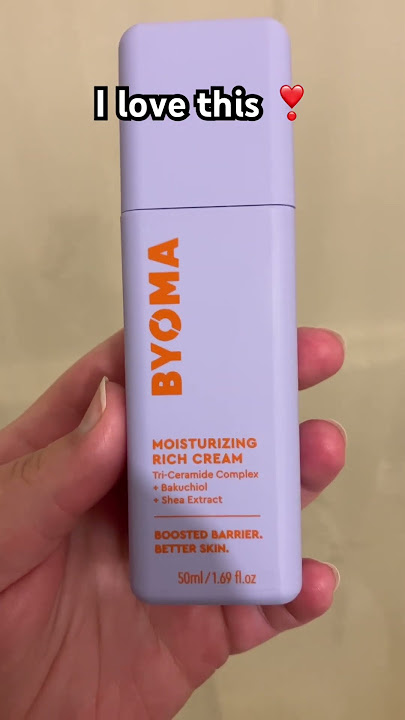 I love this ❣️
BYOMA
MOISTURIZING
RICH CREAM
Tri-Ceramide Complex
+ Bakuchiol
+ Shea Extract
BOOSTED BARRIER.
BETTER SKIN.
50ml/1.69 fl.oz